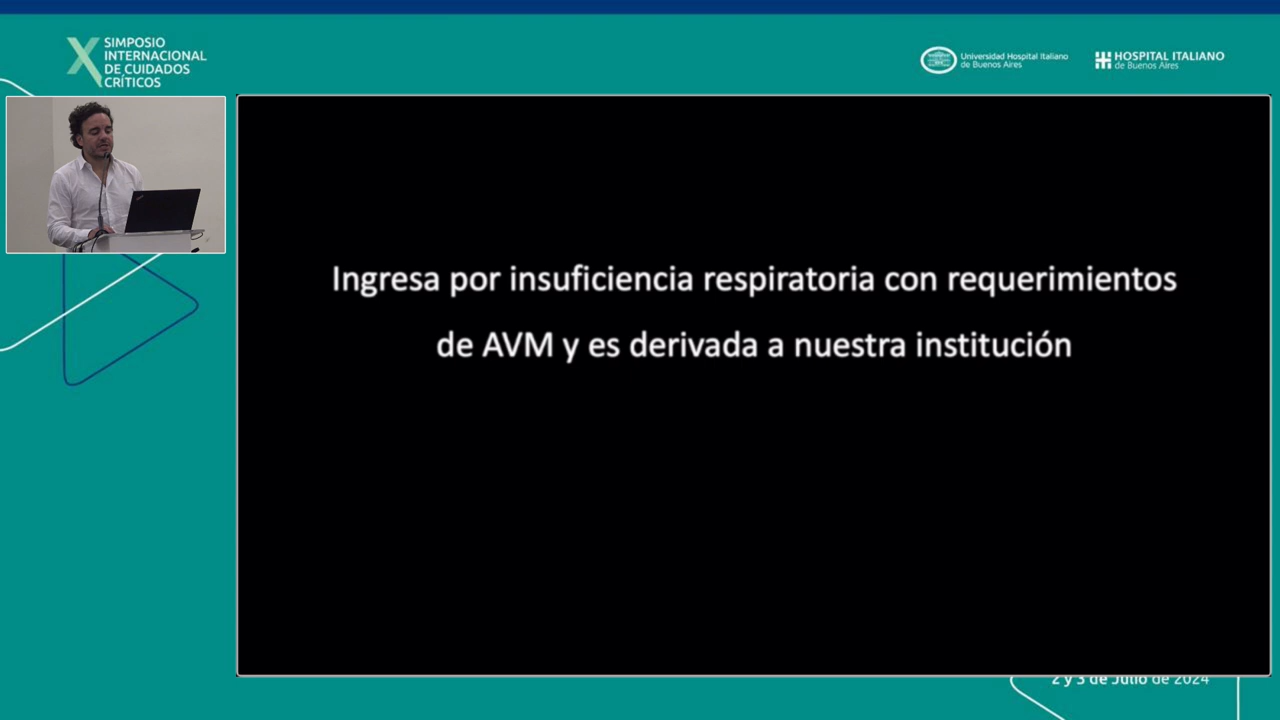 X SIMPOSIO
INTERNACIONAL
DE CUIDADOS
CRÍTICOS
Universidad Hospital Italiano
de Buenos Aires
HOSPITAL ITALIANO
de Buenos Aires
Ingresa por insuficiencia respiratoria con requerimientos
de AVM y es derivada a nuestra institución
2 y 3 de Julio de 2024